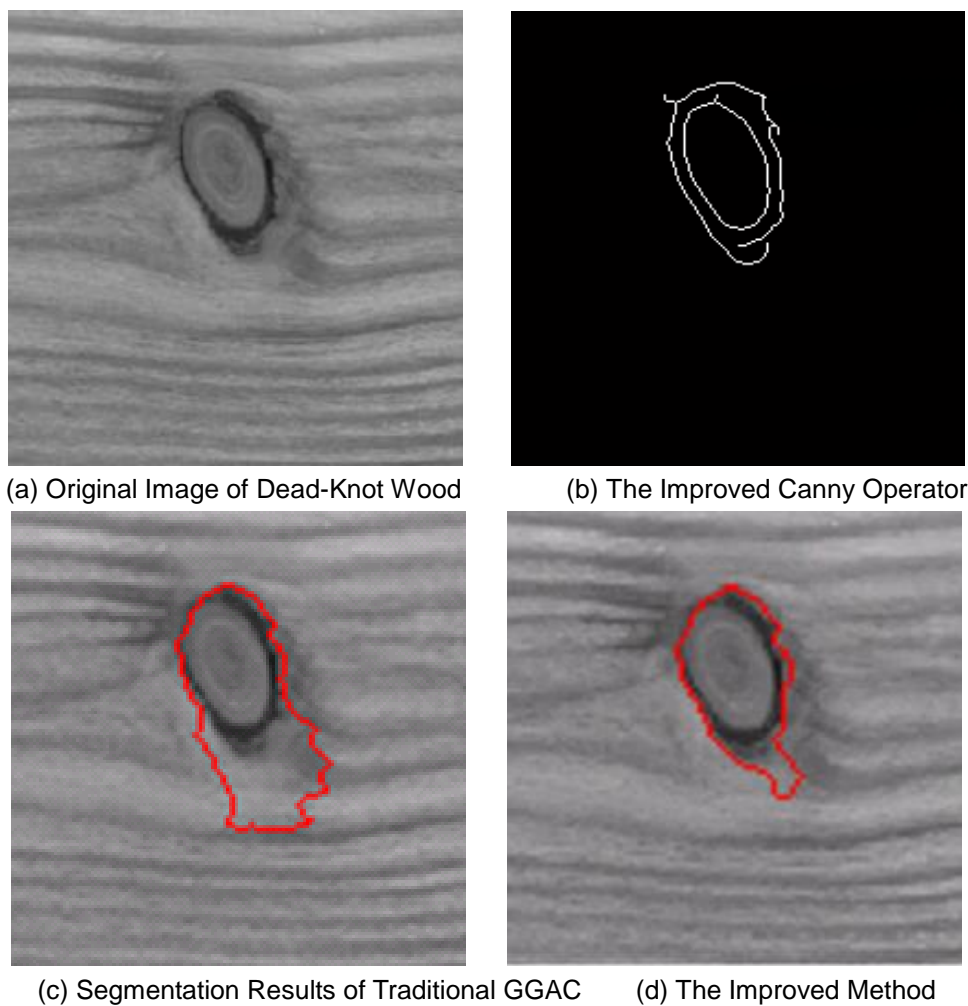 (a) Original Image of Dead-Knot Wood
(b) The Improved Canny Operator
(c) Segmentation Results of Traditional GGAC
(d) The Improved Method